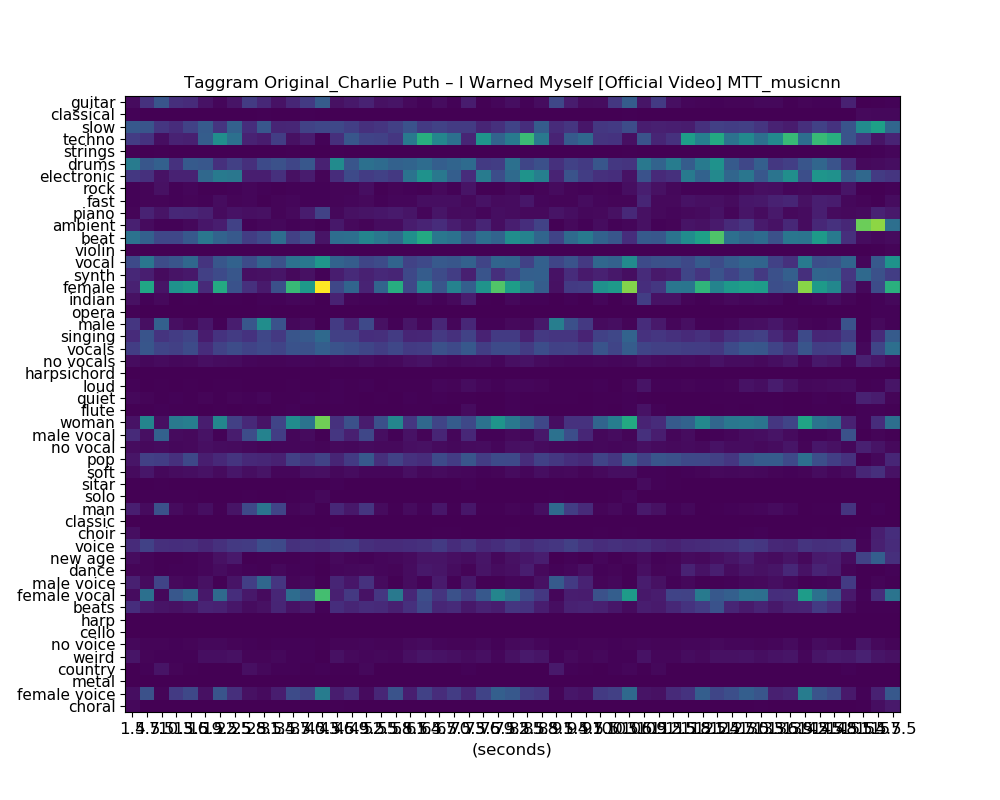 Taggram Original_Charlie Puth – I Warned Myself [Official Video] MTT_musicnn
guitar
classical
slow
techno
strings
drums
electronic
rock
fast
piano
ambient
beat
violin
vocal
synth
female
indian
opera
male
singing
vocals
no vocals
harpsichord
loud
quiet
flute
woman
male vocal
no vocal
pop
soft
sitar
solo
man
classic
choir
voice
new age
dance
male voice
female vocal
beats
harp
cello
no voice
weird
country
metal
female voice
choral
(seconds)